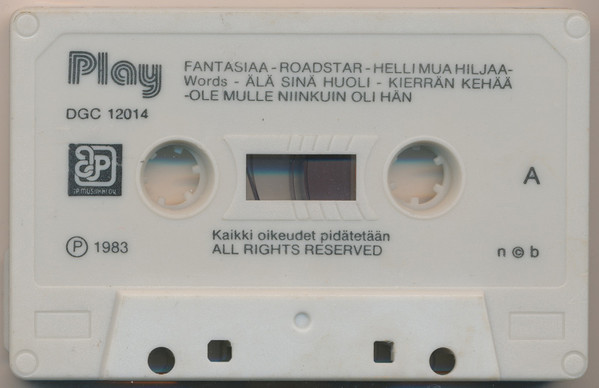 Play
FANTASIAA - ROADSTAR - HELLI MUA HILJAA -
Words - ÄLÄ SINÄ HUOLI - KIERRÄN KEHÄÄ
- OLE MULLE NIINKUIN OLI HÄN
DGC 12014
A
Ⓟ 1983
Kaikki oikeudet pidätetään
ALL RIGHTS RESERVED
n©b